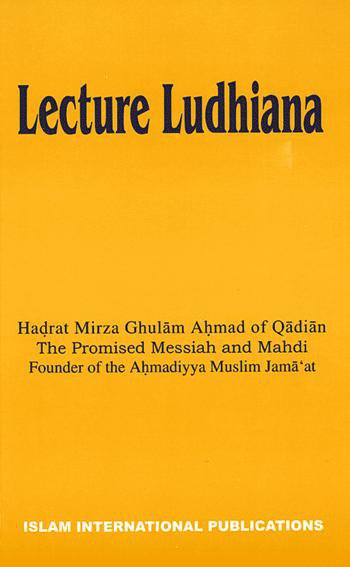 Lecture Ludhiana
Haḍrat Mirza Ghulām Aḥmad of Qādiān
The Promised Messiah and Mahdi
Founder of the Aḥmadiyya Muslim Jamā‘at
ISLAM INTERNATIONAL PUBLICATIONS